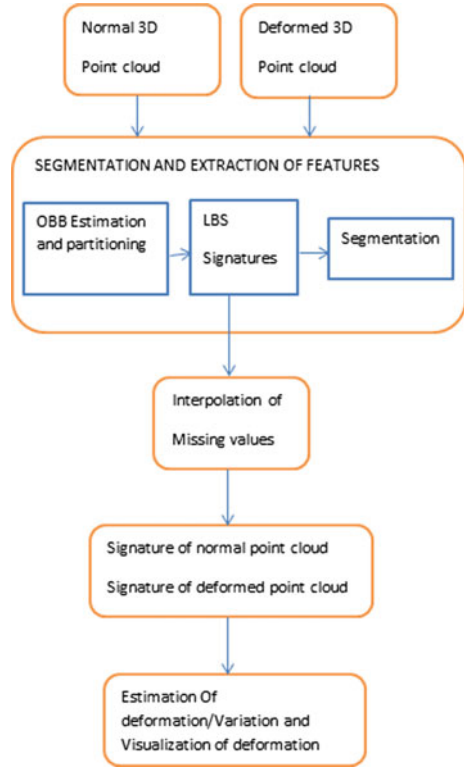 Normal 3D
Point cloud
Deformed 3D
Point cloud
SEGMENTATION AND EXTRACTION OF FEATURES
OBB Estimation
and partitioning
LBS
Signatures
Segmentation
Interpolation of
Missing values
Signature of normal point cloud
Signature of deformed point cloud
Estimation Of
deformation/Variation and
Visualization of deformation